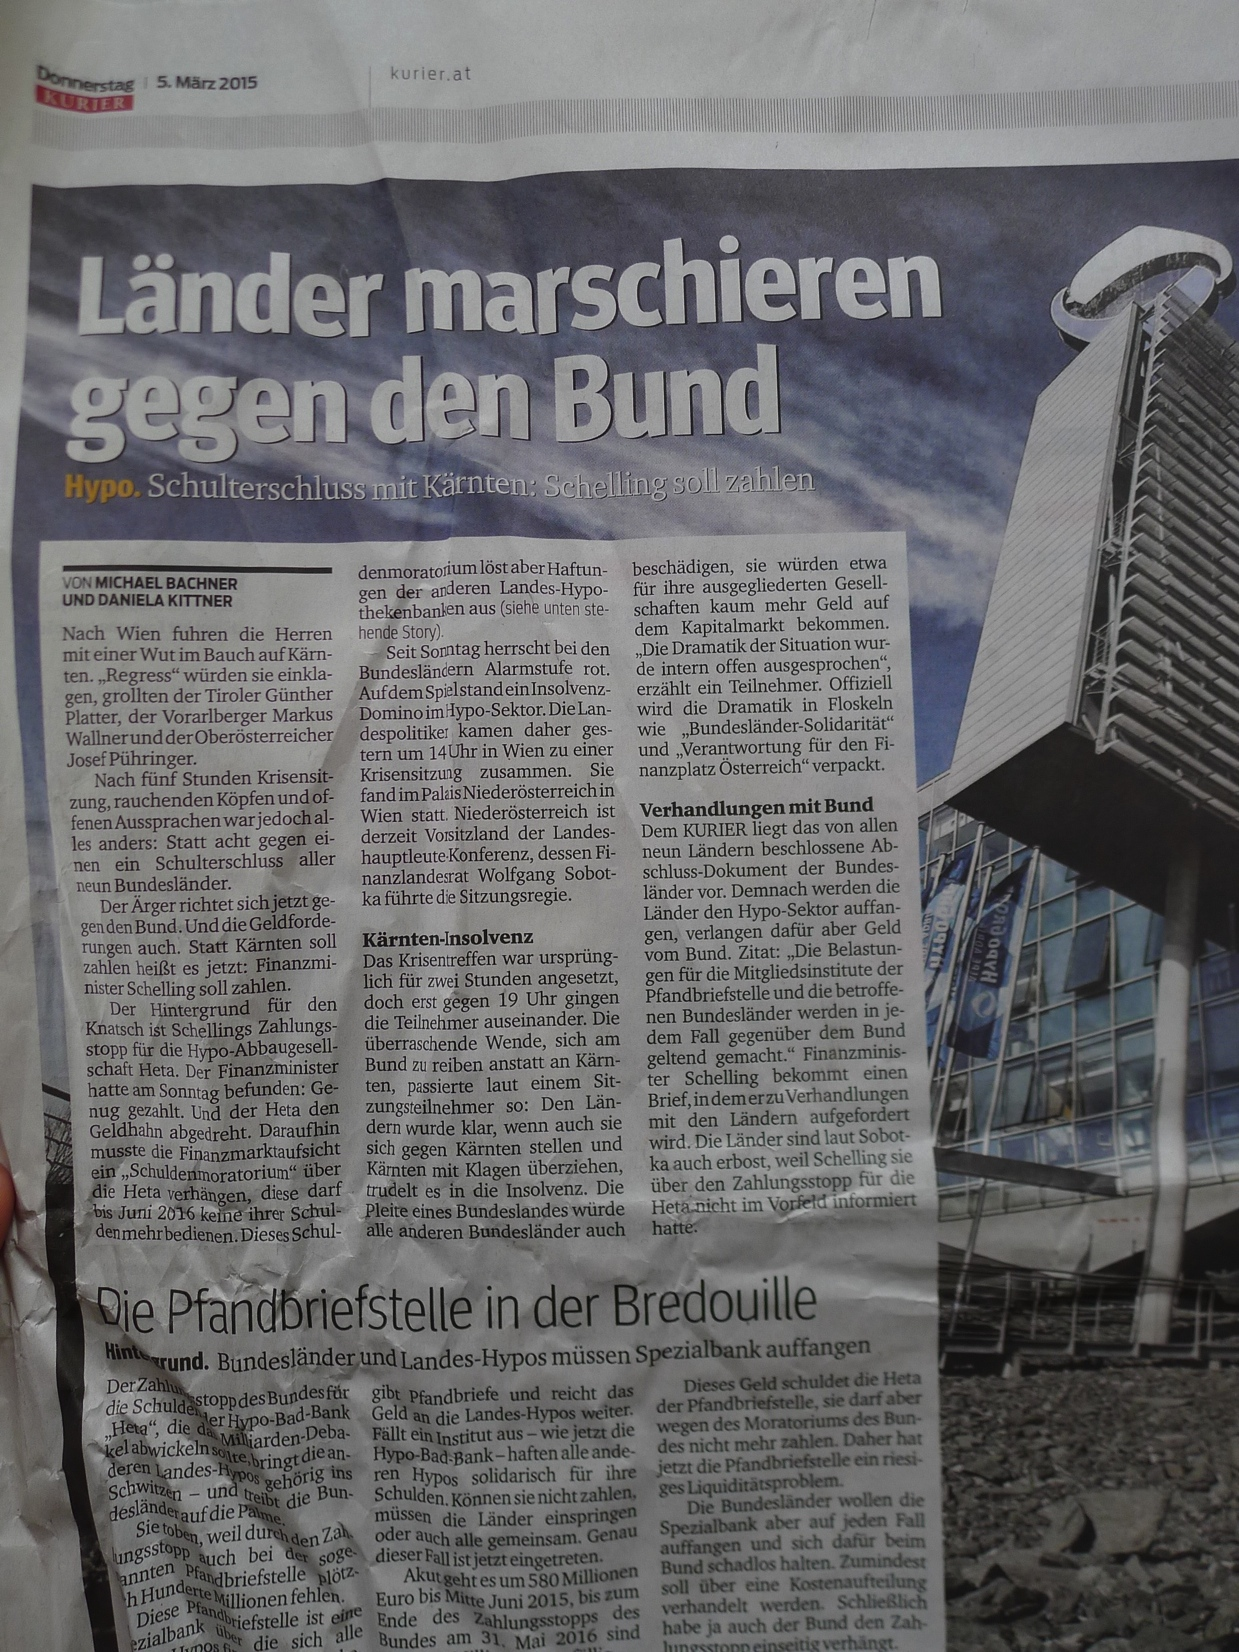 Donnerstag
5. März 2015
KURIER
kurier.at
Länder marschieren
gegen den Bund
Hypo. Schulterschluss mit Kärnten: Schelling soll zahlen
VON MICHAEL BACHNER
UND DANIELA KITTNER
Nach Wien fuhren die Herren
mit einer Wut im Bauch auf Kärn-
ten. „Regress“ würden sie einkla-
gen, grollten der Tiroler Günther
Platter, der Vorarlberger Markus
Wallner und der Oberösterreicher
Josef Pühringer.
Nach fünf Stunden Krisensit-
zung, rauchenden Köpfen und of-
fenen Aussprachen war jedoch al-
les anders: Statt acht gegen ei-
nen ein Schulterschluss aller
neun Bundesländer.
Der Ärger richtet sich jetzt ge-
gen den Bund. Und die Geldforde-
rungen auch. Statt Kärnten soll
zahlen heißt es jetzt: Finanzmi-
nister Schelling soll zahlen.
Der Hintergrund für den
Knatsch ist Schellings Zahlungs-
stopp für die Hypo-Abbaugesell-
schaft Heta. Der Finanzminister
hatte am Sonntag befunden: Ge-
nug gezahlt. Und der Heta den
Geldhahn abgedreht. Daraufhin
musste die Finanzmarktaufsicht
ein „Schuldenmoratorium“ über
die Heta verhängen, diese darf
bis Juni 2016 keine ihrer Schul-
den mehr bedienen. Dieses Schul-
denmoratorium löst aber Haftun-
gen der anderen Landes-Hypo-
thekenbanken aus (siehe unten ste-
hende Story).
Seit Sonntag herrscht bei den
Bundesländern Alarmstufe rot.
Auf dem Spiel stand ein Insolvenz-
Domino im Hypo-Sektor. Die Lan-
despolitiker kamen daher ges-
tern um 14 Uhr in Wien zu einer
Krisensitzung zusammen. Sie
fand im Palais Niederösterreich in
Wien statt. Niederösterreich ist
derzeit Vorsitzland der Landes-
hauptleute-Konferenz, dessen Fi-
nanzlandesrat Wolfgang Sobot-
ka führte die Sitzungsregie.
Kärnten-Insolvenz
Das Krisentreffen war ursprüng-
lich für zwei Stunden angesetzt,
doch erst gegen 19 Uhr gingen
die Teilnehmer auseinander. Die
überraschende Wende, sich am
Bund zu reiben anstatt an Kärn-
ten, passierte laut einem Sit-
zungsteilnehmer so: Den Län-
dern wurde klar, wenn auch sie
sich gegen Kärnten stellen und
Kärnten mit Klagen überziehen,
trudelt es in die Insolvenz. Die
Pleite eines Bundeslandes würde
alle anderen Bundesländer auch
beschädigen, sie würden etwa
für ihre ausgegliederten Gesell-
schaften kaum mehr Geld auf
dem Kapitalmarkt bekommen.
„Die Dramatik der Situation wur-
de intern offen ausgesprochen“,
erzählt ein Teilnehmer. Offiziell
wird die Dramatik in Floskeln
wie „Bundesländer-Solidarität“
und „Verantwortung für den Fi-
nanzplatz Österreich“ verpackt.
Verhandlungen mit Bund
Dem KURIER liegt das von allen
neun Ländern beschlossene Ab-
schluss-Dokument der Bundes-
länder vor. Demnach werden die
Länder den Hypo-Sektor auffan-
gen, verlangen dafür aber Geld
vom Bund. Zitat: „Die Belastun-
gen für die Mitgliedsinstitute der
Pfandbriefstelle und die betroffe-
nen Bundesländer werden in je-
dem Fall gegenüber dem Bund
geltend gemacht.“ Finanzminis-
ter Schelling bekommt einen
Brief, in dem er zu Verhandlungen
mit den Ländern aufgefordert
wird. Die Länder sind laut Sobot-
ka auch erbost, weil Schelling sie
über den Zahlungsstopp für die
Heta nicht im Vorfeld informiert
hatte.
Die Pfandbriefstelle in der Bredouille
Hintergrund. Bundesländer und Landes-Hypos müssen Spezialbank auffangen
Der Zahlungsstopp des Bundes für
die Schulden der Hypo-Bad-Bank
„Heta“, die das Milliarden-Deba-
kel abwickeln sollte, bringt die an-
deren Landes-Hypos gehörig ins
Schwitzen – und treibt die Bun-
desländer auf die Palme.
Sie toben, weil durch den Zah-
lungsstopp auch bei der soge-
nannten Pfandbriefstelle plötz-
h Hunderte Millionen fehlen.
Diese Pfandbriefstelle ist eine
ezialbank über die sich alle
Hypos
gibt Pfandbriefe und reicht das
Geld an die Landes-Hypos weiter.
Fällt ein Institut aus – wie jetzt die
Hypo-Bad-Bank – haften alle ande-
ren Hypos solidarisch für ihre
Schulden. Können sie nicht zahlen,
müssen die Länder einspringen
oder auch alle gemeinsam. Genau
dieser Fall ist jetzt eingetreten.
Akut geht es um 580 Millionen
Euro bis Mitte Juni 2015, bis zum
Ende des Zahlungsstopps des
Bundes am 31. Mai 2016 sind
Dieses Geld schuldet die Heta
der Pfandbriefstelle, sie darf aber
wegen des Moratoriums des Bun-
des nicht mehr zahlen. Daher hat
jetzt die Pfandbriefstelle ein riesi-
ges Liquiditätsproblem.
Die Bundesländer wollen die
Spezialbank aber auf jeden Fall
auffangen und sich dafür beim
Bund schadlos halten. Zumindest
soll über eine Kostenaufteilung
verhandelt werden. Schließlich
habe ja auch der Bund den Zah-
lungsstopp einseitig verhängt.